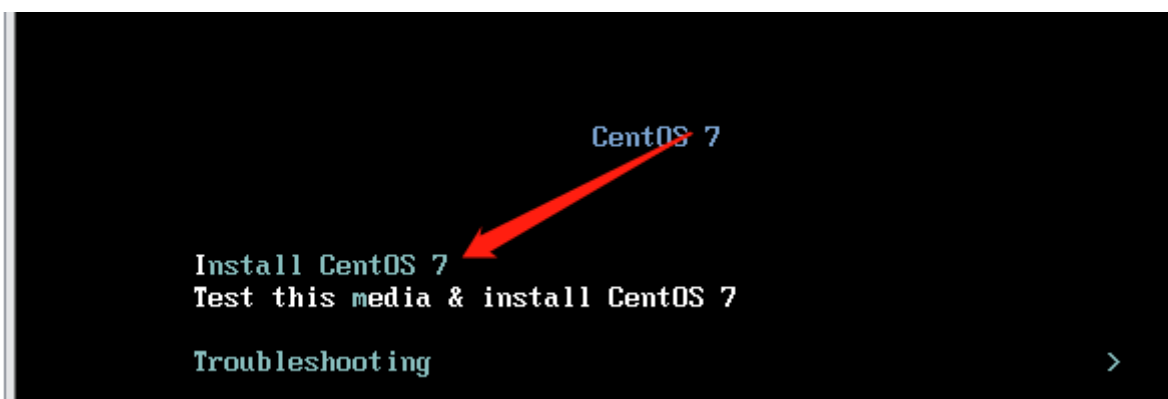 CentOS 7
Install CentOS 7
Test this media & install CentOS 7
Troubleshooting >